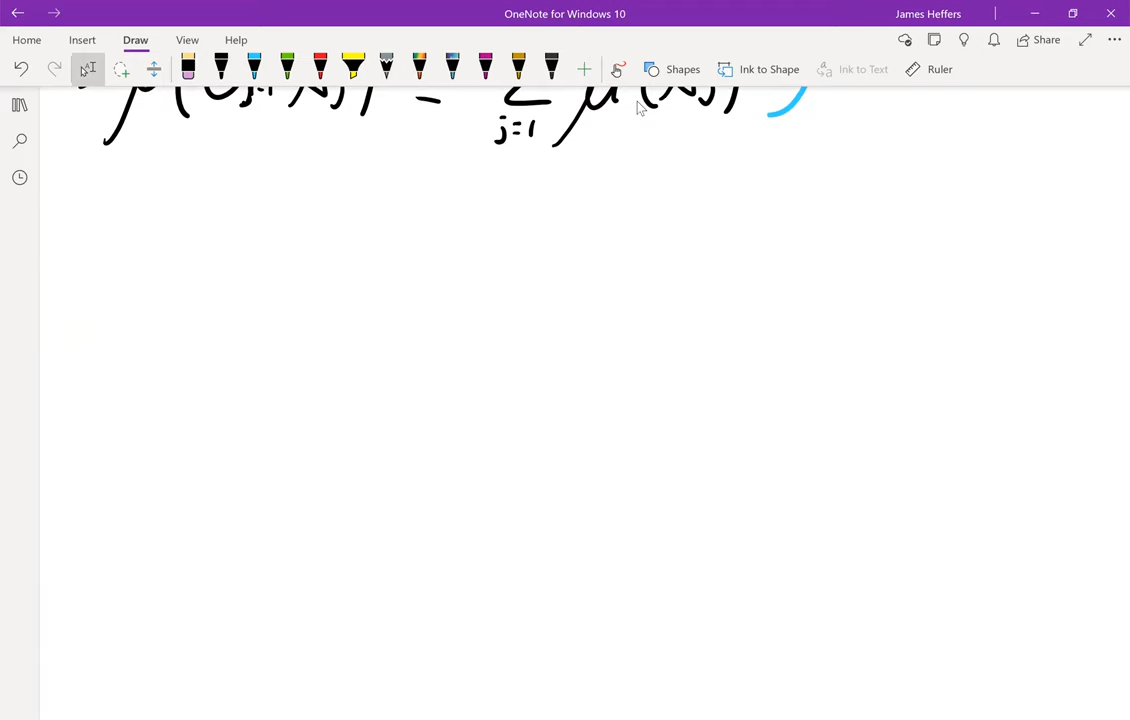 OneNote for Windows 10
James Heffers
Home Insert Draw View Help
Share
Shapes Ink to Shape Ink to Text Ruler
j=1